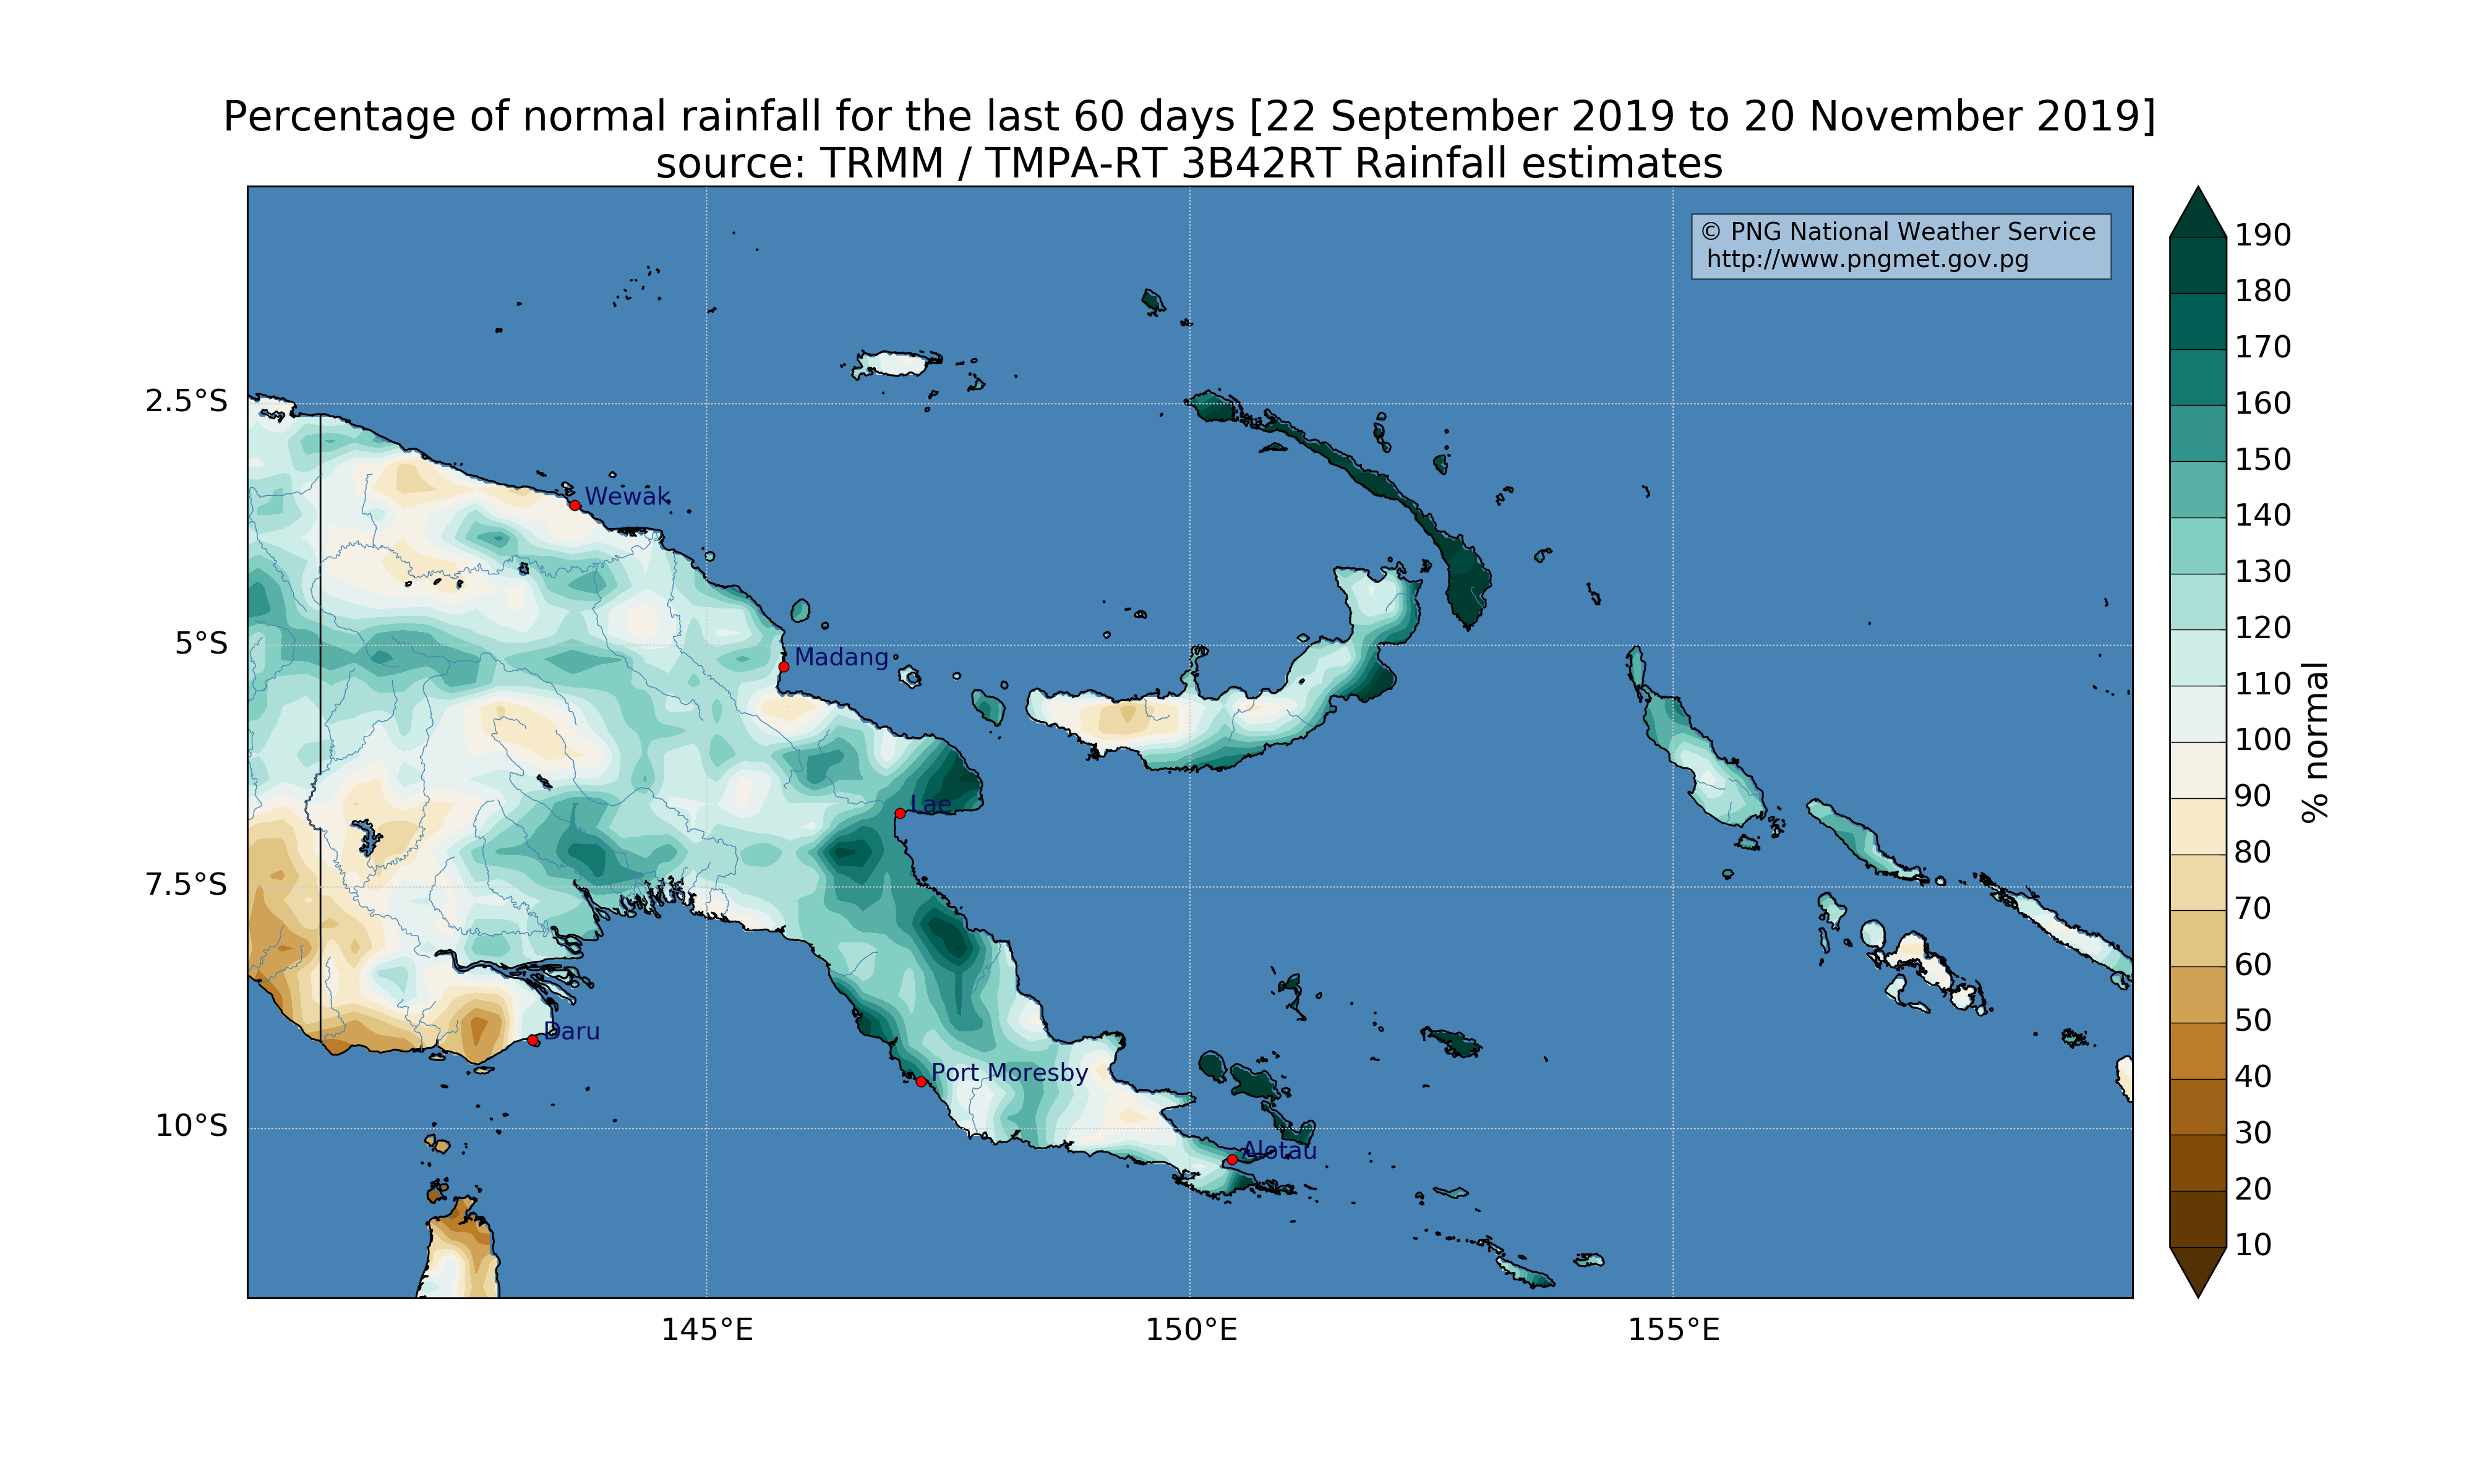 Percentage of normal rainfall for the last 60 days [22 September 2019 to 20 November 2019]
source: TRMM / TMPA-RT 3B42RT Rainfall estimates
© PNG National Weather Service
http://www.pngmet.gov.pg
2.5°S
5°S
7.5°S
10°S
Wewak
Madang
Lae
Daru
Port Moresby
Alotau
145°E
150°E
155°E
190
180
170
160
150
140
130
120
110
100
90
80
70
60
50
40
30
20
10
% normal